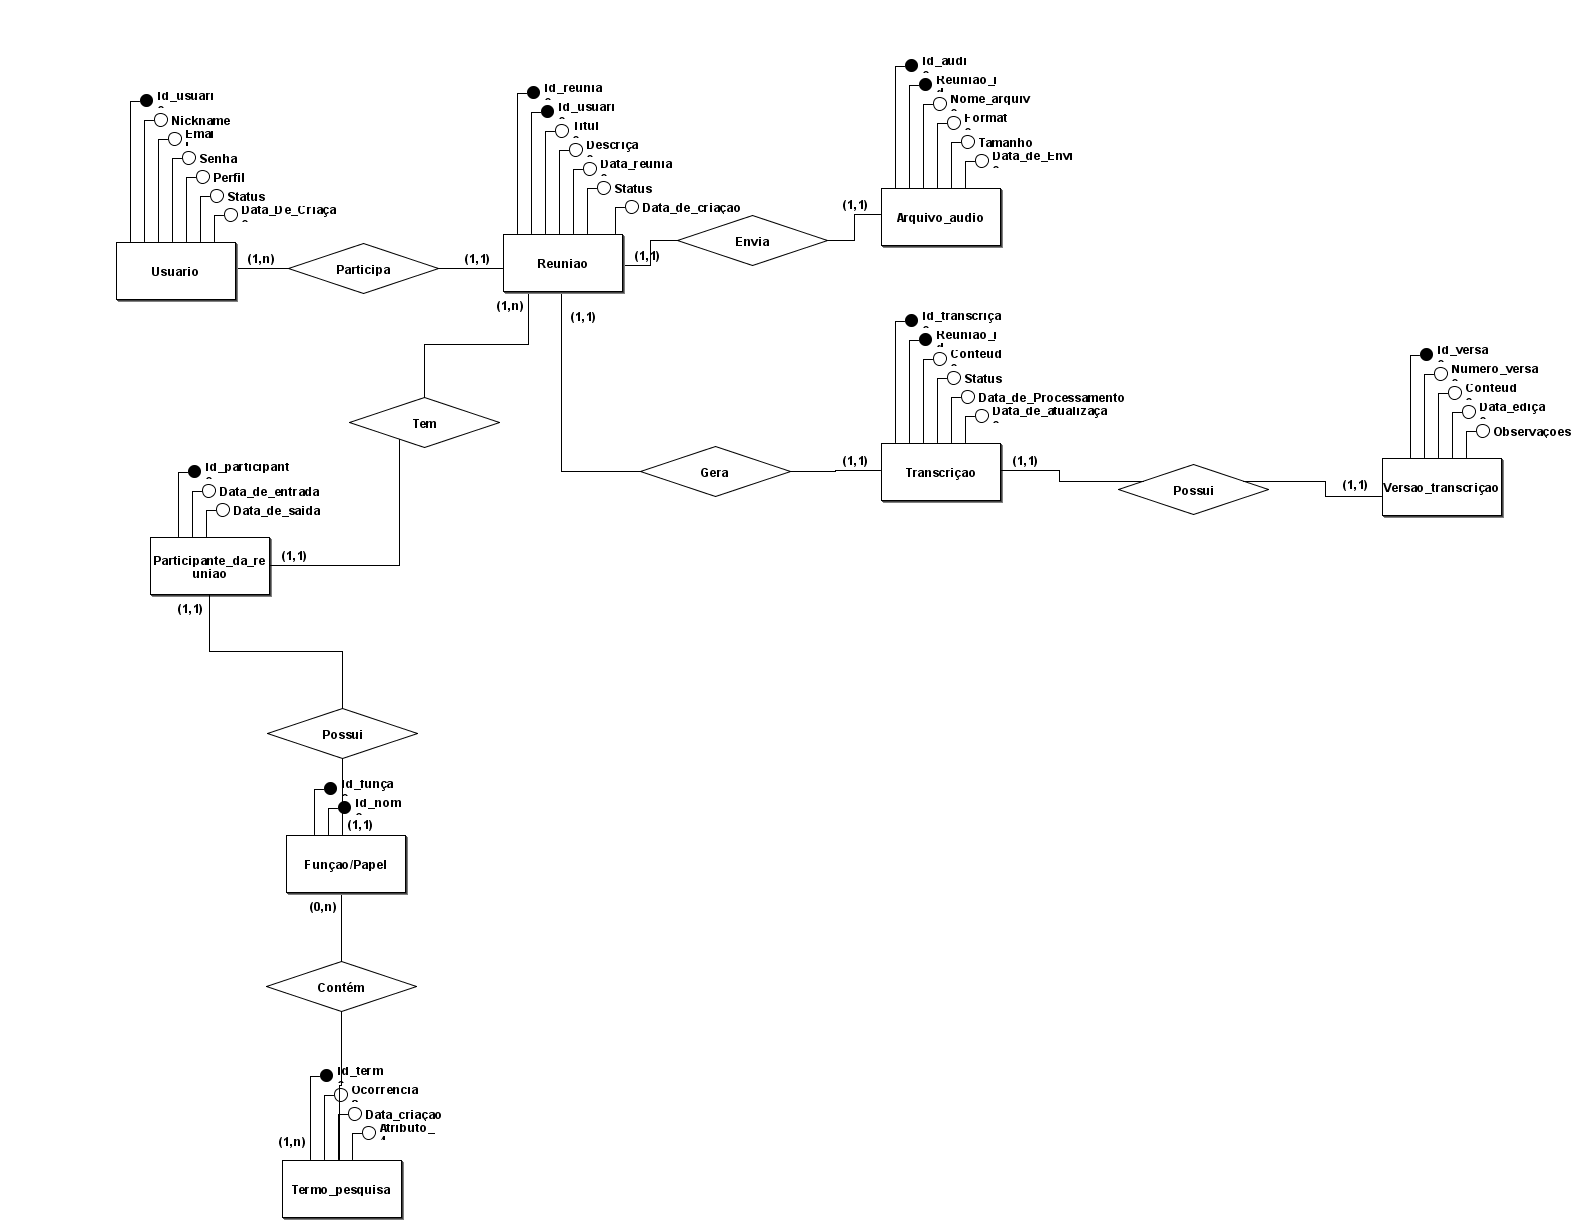 Id_usuari
Nickname
Emai
Senha
Perfil
Status
Data_De_Criaça
Usuario
(1,n)
Participa
(1,1)
Id_reunia
Id_usuari
Titul
Descriça
Data_reunia
Status
Data_de_criaçao
Reuniao
(1,1)
Envia
(1,1)
Id_audi
Reuniao_i
Nome_arquiv
Format
Tamanho
Data_de_Envi
Arquivo_audio
(1,n)
(1,1)
Tem
Id_participant
Data_de_entrada
Data_de_saida
Participante_da_re
uniao
(1,1)
(1,1)
Gera
(1,1)
Id_transcriça
Reuniao_i
Conteud
Status
Data_de_Processamento
Data_de_atualizaça
Transcriçao
(1,1)
Possui
(1,1)
Id_versa
Numero_versa
Conteud
Data_ediça
Observaçoes
Versao_transcriçao
Possui
Id_funça
Id_nom
(1,1)
Funçao/Papel
(0,n)
Contém
Id_term
Ocorrencia
Data_criaçao
Atributo_
(1,n)
Termo_pesquisa